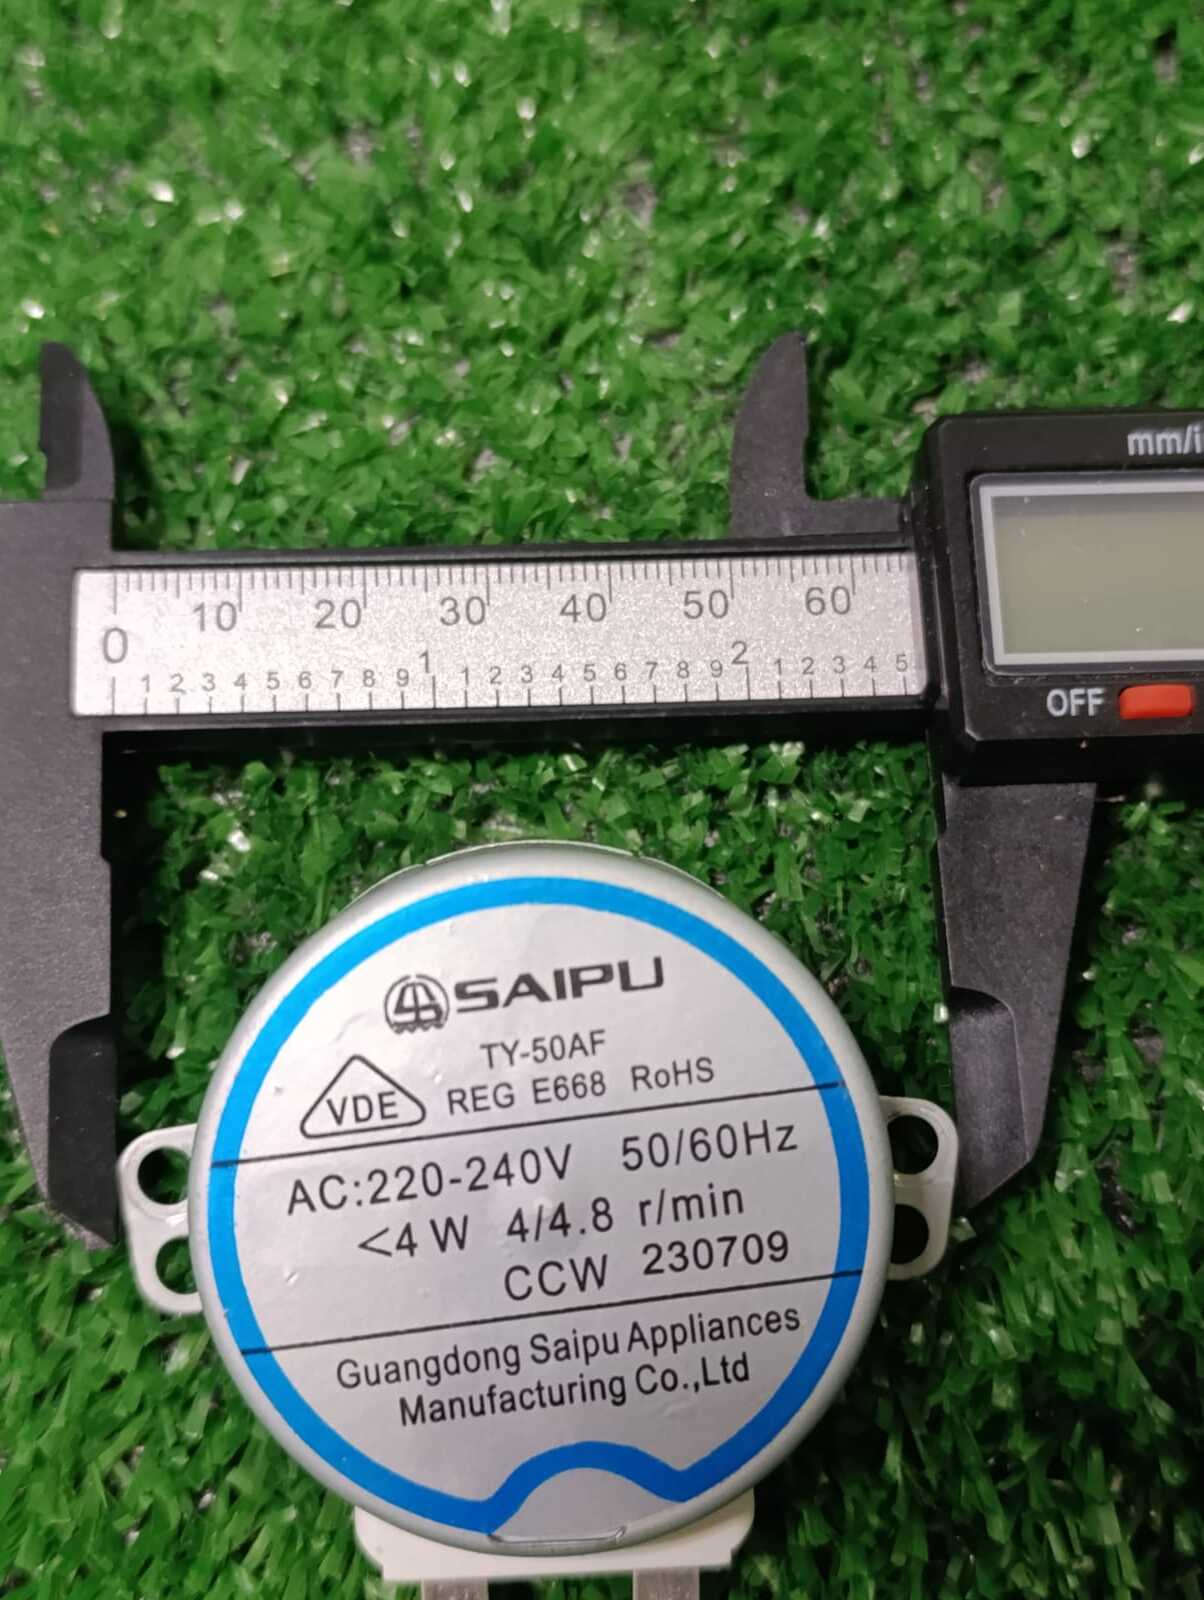 mm/i
0 10 20 30 40 50 60
1 2 3 4 5 6 7 8 9 1 1 2 3 4 5 6 7 8 9 2 1 2 3 4 5
OFF
SAIPU
TY-50AF
VDE REG E668 RoHS
AC:220-240V 50/60Hz
<4 W 4/4.8 r/min
CCW 230709
Guangdong Saipu Appliances
Manufacturing Co.,Ltd